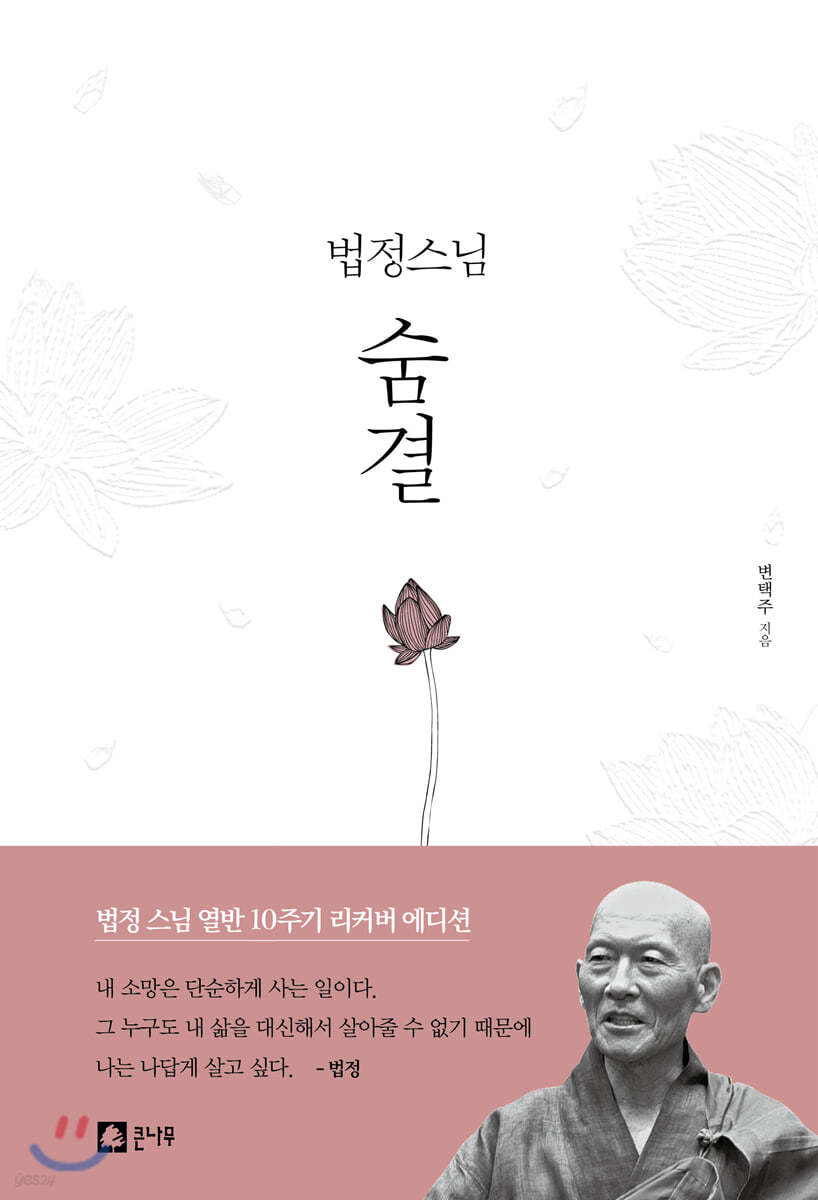 법정스님
숨결
변택주 지음
법정 스님 열반 10주기 리커버 에디션
내 소망은 단순하게 사는 일이다.
그 누구도 내 삶을 대신해서 살아줄 수 없기 때문에
나는 나답게 살고 싶다. - 법정
큰나무
yes24